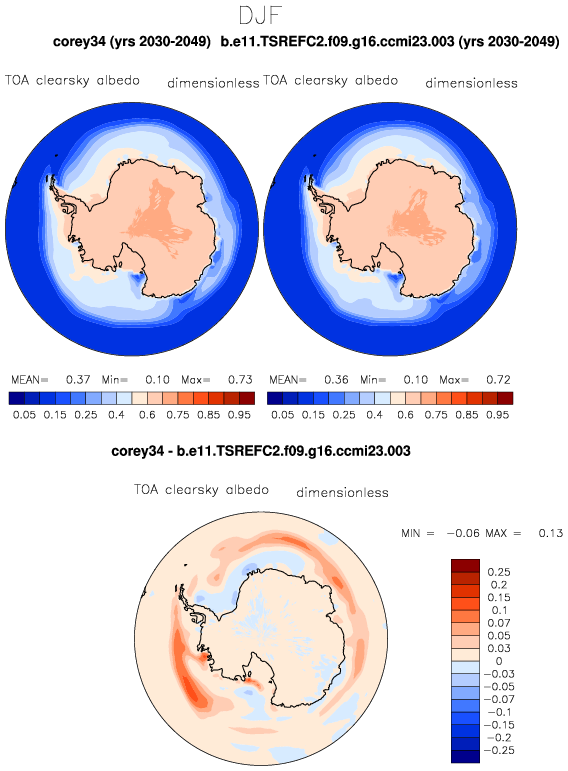 DJF
corey34 (yrs 2030-2049) b.e11.TSREFC2.f09.g16.ccmi23.003 (yrs 2030-2049)
TOA clearsky albedo dimensionless TOA clearsky albedo dimensionless
MEAN= 0.37 Min= 0.10 Max= 0.73 MEAN= 0.36 Min= 0.10 Max= 0.72
0.05 0.15 0.25 0.4 0.6 0.75 0.85 0.95 0.05 0.15 0.25 0.4 0.6 0.75 0.85 0.95
corey34 - b.e11.TSREFC2.f09.g16.ccmi23.003
TOA clearsky albedo dimensionless
MIN = -0.06 MAX = 0.13
0.25
0.2
0.15
0.1
0.07
0.05
0.03
0
-0.03
-0.05
-0.07
-0.1
-0.15
-0.2
-0.25